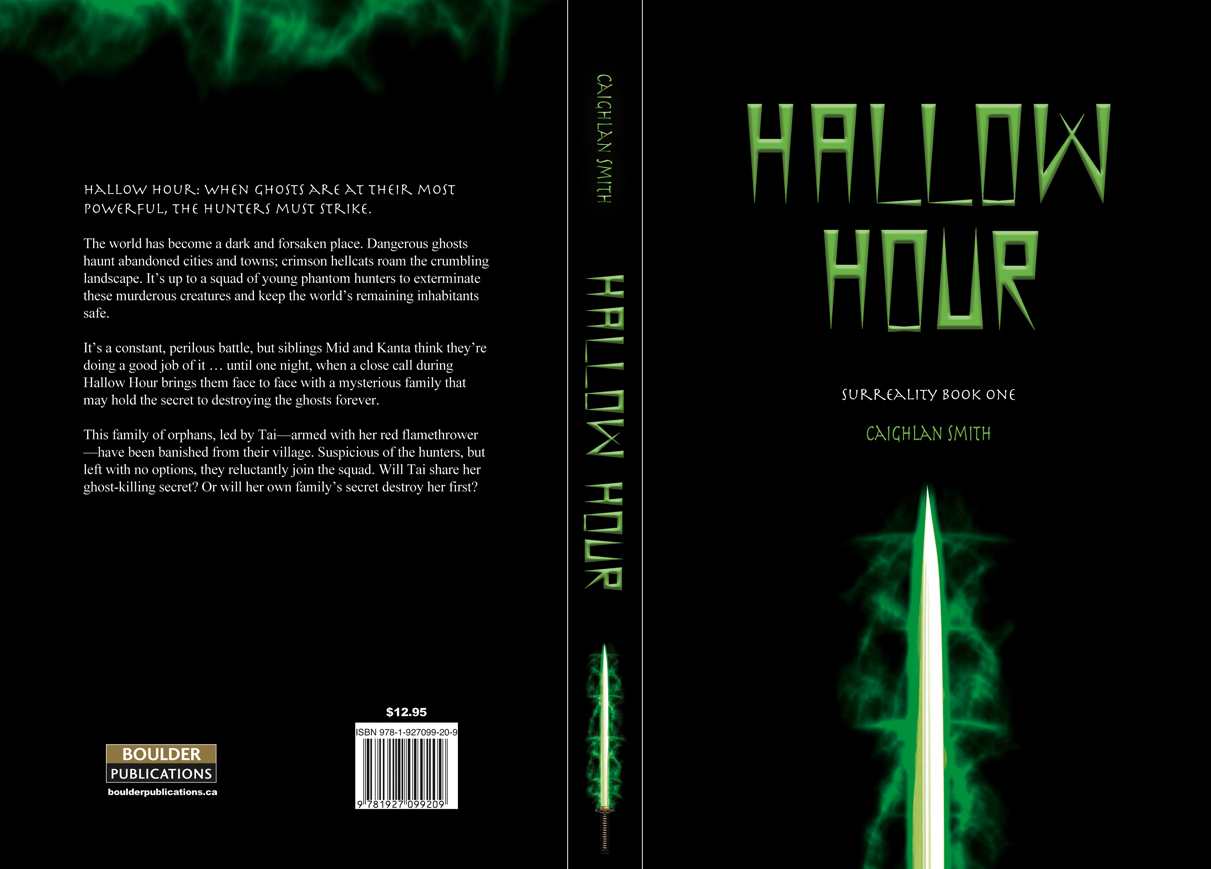 HALLOW HOUR: WHEN GHOSTS ARE AT THEIR MOST
POWERFUL, THE HUNTERS MUST STRIKE.
The world has become a dark and forsaken place. Dangerous ghosts
haunt abandoned cities and towns; crimson hellcats roam the crumbling
landscape. It’s up to a squad of young phantom hunters to exterminate
these murderous creatures and keep the world’s remaining inhabitants
safe.
It’s a constant, perilous battle, but siblings Mid and Kanta think they’re
doing a good job of it … until one night, when a close call during
Hallow Hour brings them face to face with a mysterious family that
may hold the secret to destroying the ghosts forever.
This family of orphans, led by Tai—armed with her red flamethrower
—have been banished from their village. Suspicious of the hunters, but
left with no options, they reluctantly join the squad. Will Tai share her
ghost-killing secret? Or will her own family’s secret destroy her first?
BOULDER
PUBLICATIONS
boulderpublications.ca
$12.95
ISBN 978-1-927099-20-9
9 781927 099209
CAIGHLAN SMITH
HALLOW HOUR
HALLOW
HOUR
SURREALITY BOOK ONE
CAIGHLAN SMITH